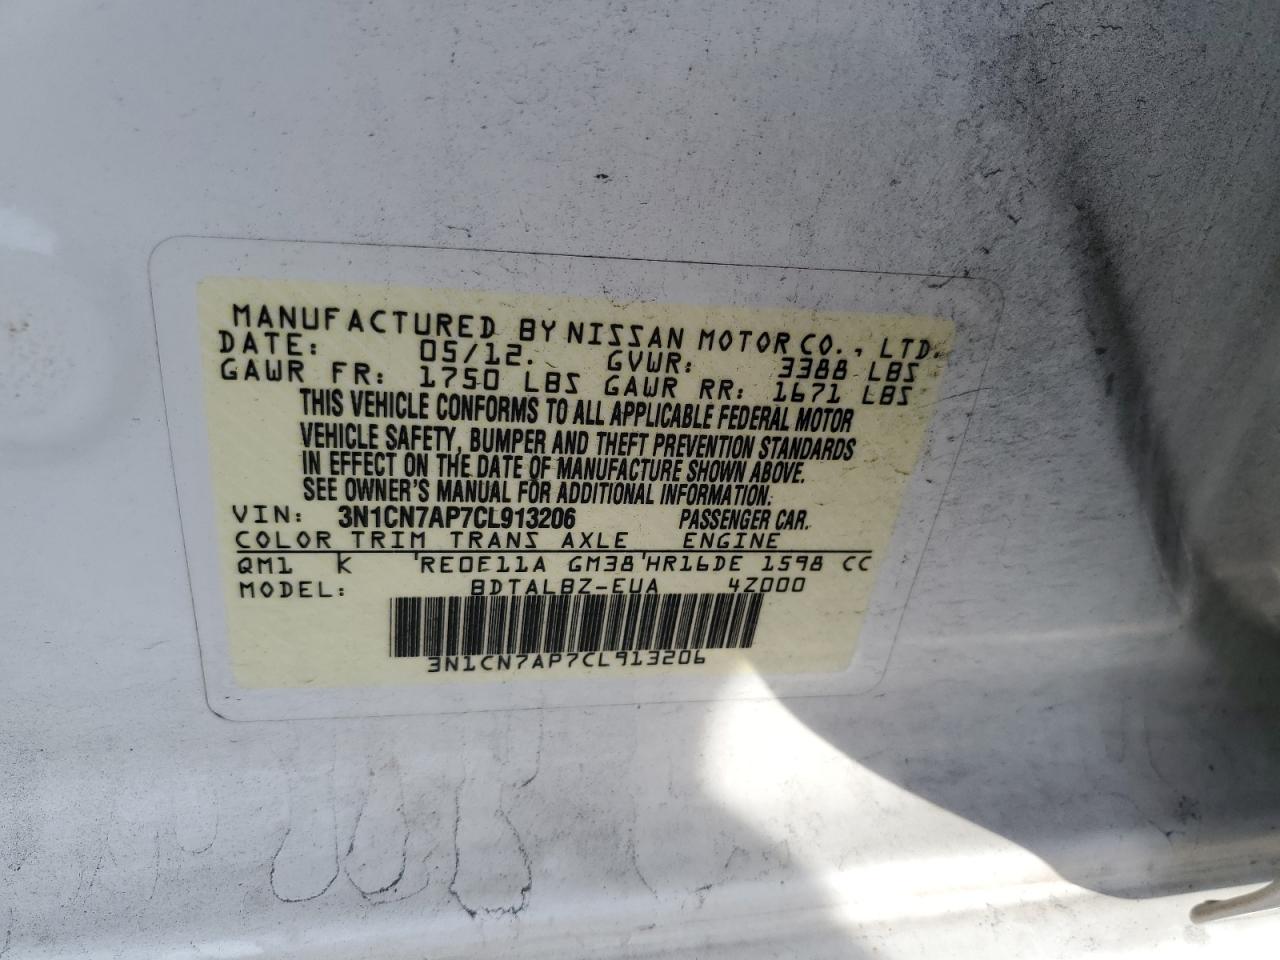 MANUFACTURED BY NISSAN MOTOR CO., LTD.
DATE: 05/12. GVWR: 3388 LBS
GAWR FR: 1750 LBS GAWR RR: 1671 LBS
THIS VEHICLE CONFORMS TO ALL APPLICABLE FEDERAL MOTOR
VEHICLE SAFETY, BUMPER AND THEFT PREVENTION STANDARDS
IN EFFECT ON THE DATE OF MANUFACTURE SHOWN ABOVE.
SEE OWNER'S MANUAL FOR ADDITIONAL INFORMATION.
VIN: 3N1CN7AP7CL913206 PASSENGER CAR.
COLOR TRIM TRANS AXLE ENGINE
QM1 K 'RE0F11A GM38'HR16DE 1598 CC
MODEL: BDTALBZ-EUA 4Z000
3N1CN7AP7CL913206